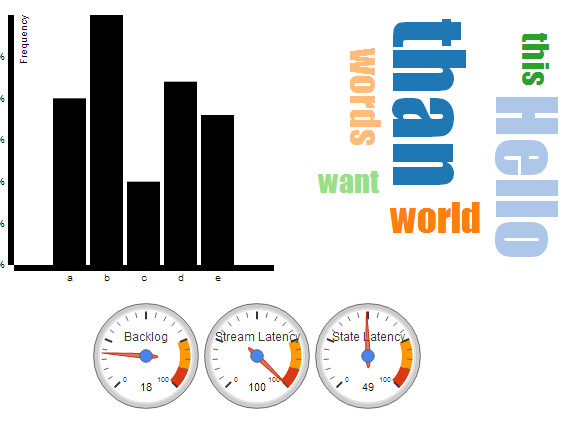 Frequency
%
%
%
%
%
%
a b c d e
words
than
this
Hello
want
world
Backlog
0 100
18
Stream Latency
0 100
100
State Latency
0 100
49